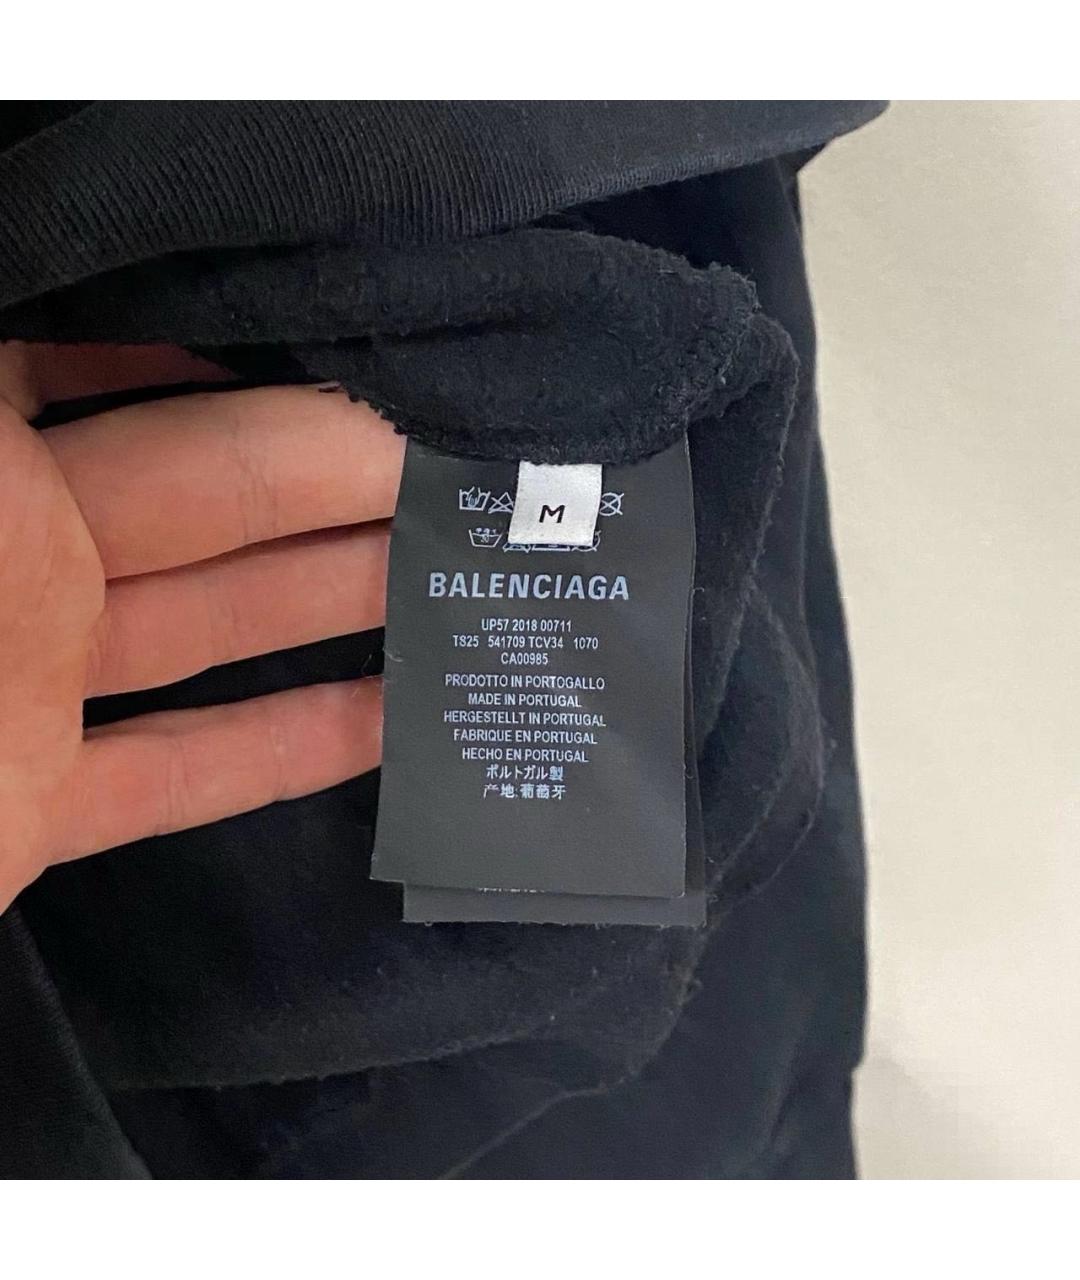 M
BALENCIAGA
UP57 2018 00711
TS25 541709 TCV34 1070
CA00985
PRODOTTO IN PORTOGALLO
MADE IN PORTUGAL
HERGESTELLT IN PORTUGAL
FABRIQUE EN PORTUGAL
HECHO EN PORTUGAL
ポルトガル製
产地:葡萄牙